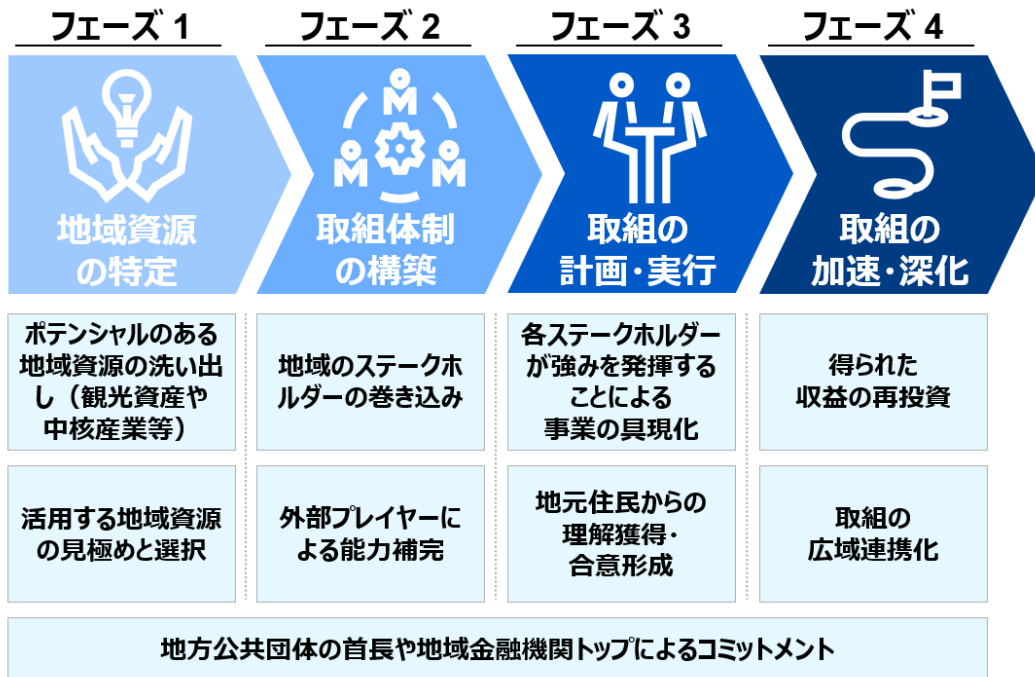 フェーズ 1
フェーズ 2
フェーズ 3
フェーズ 4
地域資源
の特定
取組体制
の構築
取組の
計画・実行
取組の
加速・深化
ポテンシャルのある
地域資源の洗い出
し（観光資産や
中核産業等）
地域のステークホ
ルダーの巻き込み
各ステークホルダー
が強みを発揮する
ことによる
事業の具現化
得られた
収益の再投資
活用する地域資源
の見極めと選択
外部プレイヤーに
よる能力補完
地元住民からの
理解獲得・
合意形成
取組の
広域連携化
地方公共団体の首長や地域金融機関トップによるコミットメント